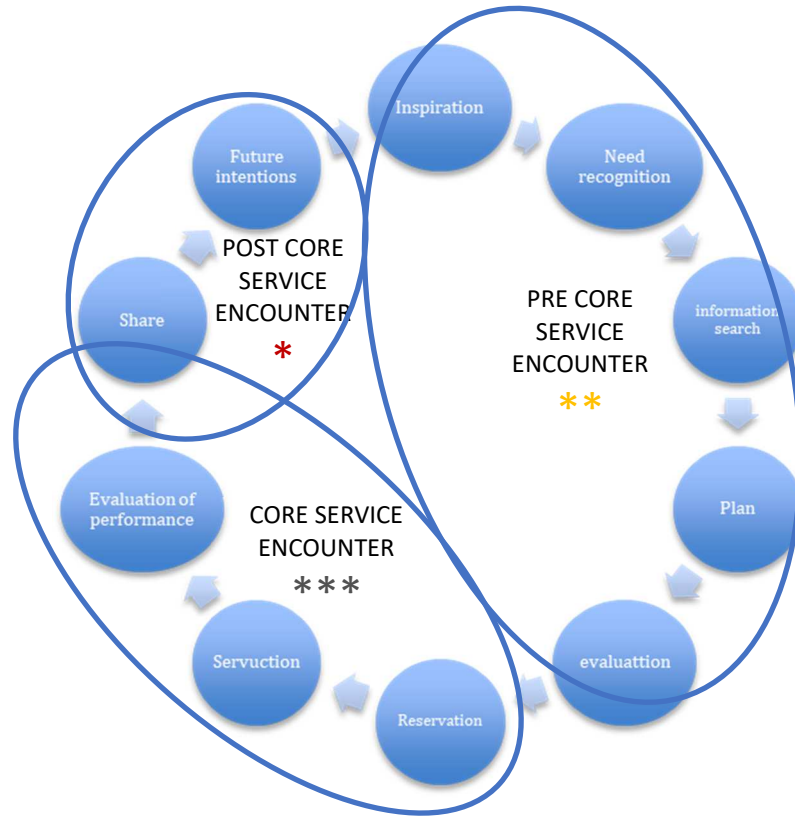 Inspiration
Need
recognition
information
search
Plan
evaluattion
Reservation
Servuction
Evaluation of
performance
Share
Future
intentions
POST CORE
SERVICE
ENCOUNTER
*
PRE CORE
SERVICE
ENCOUNTER
**
CORE SERVICE
ENCOUNTER
***